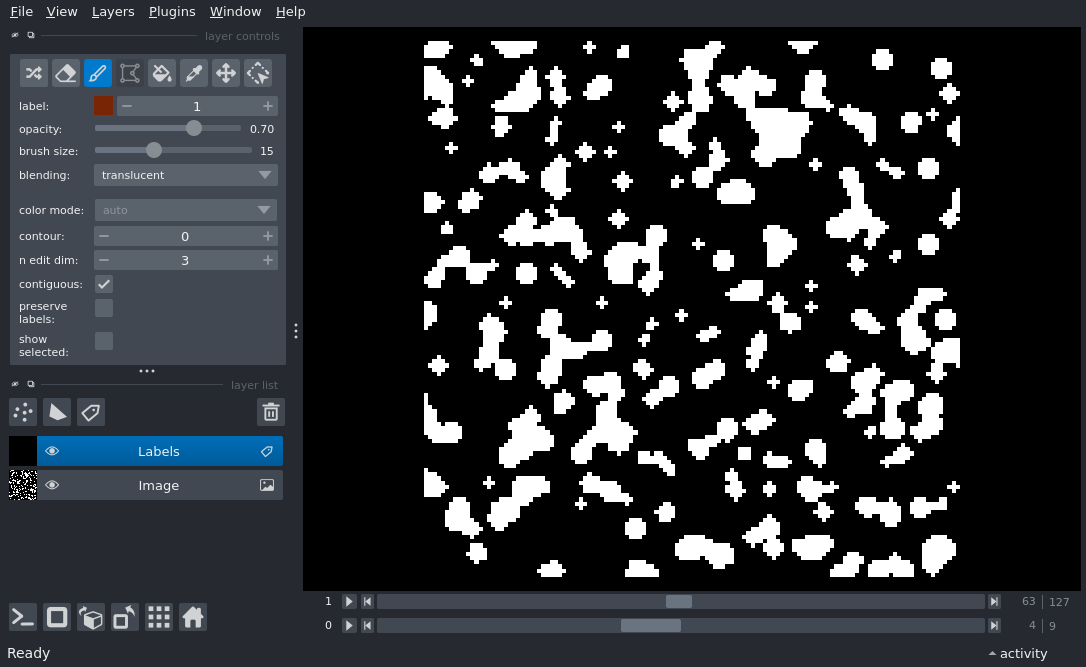 File View Layers Plugins Window Help
layer controls
label: 1
opacity: 0.70
brush size: 15
blending: translucent
color mode: auto
contour: 0
n edit dim: 3
contiguous:
preserve
labels:
show
selected:
layer list
Labels
Image
1 63 127
0 4 9
Ready
activity